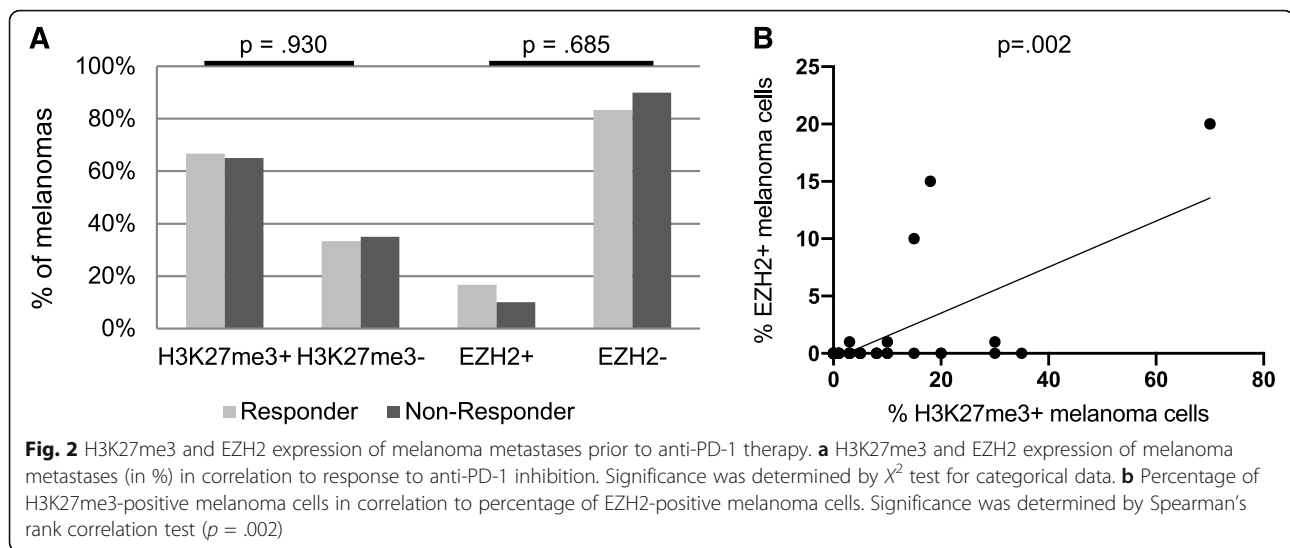 A
p = .930
p = .685
100%
80%
60%
40%
20%
0%
% of melanomas
H3K27me3+ H3K27me3- EZH2+ EZH2-
Responder Non-Responder
B
p=.002
25
20
15
10
5
0
% EZH2+ melanoma cells
0 20 40 60 80
% H3K27me3+ melanoma cells
Fig. 2 H3K27me3 and EZH2 expression of melanoma metastases prior to anti-PD-1 therapy. a H3K27me3 and EZH2 expression of melanoma
metastases (in %) in correlation to response to anti-PD-1 inhibition. Significance was determined by X² test for categorical data. b Percentage of
H3K27me3-positive melanoma cells in correlation to percentage of EZH2-positive melanoma cells. Significance was determined by Spearman's
rank correlation test (p = .002)